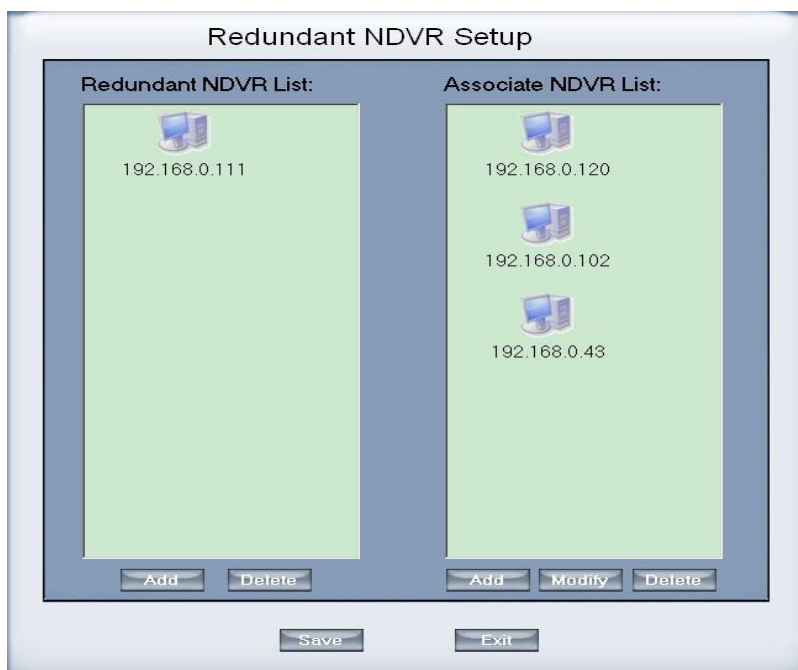 Redundant NDVR Setup
Redundant NDVR List:
192.168.0.111
Add Delete
Associate NDVR List:
192.168.0.120
192.168.0.102
192.168.0.43
Add Modify Delete
Save Exit